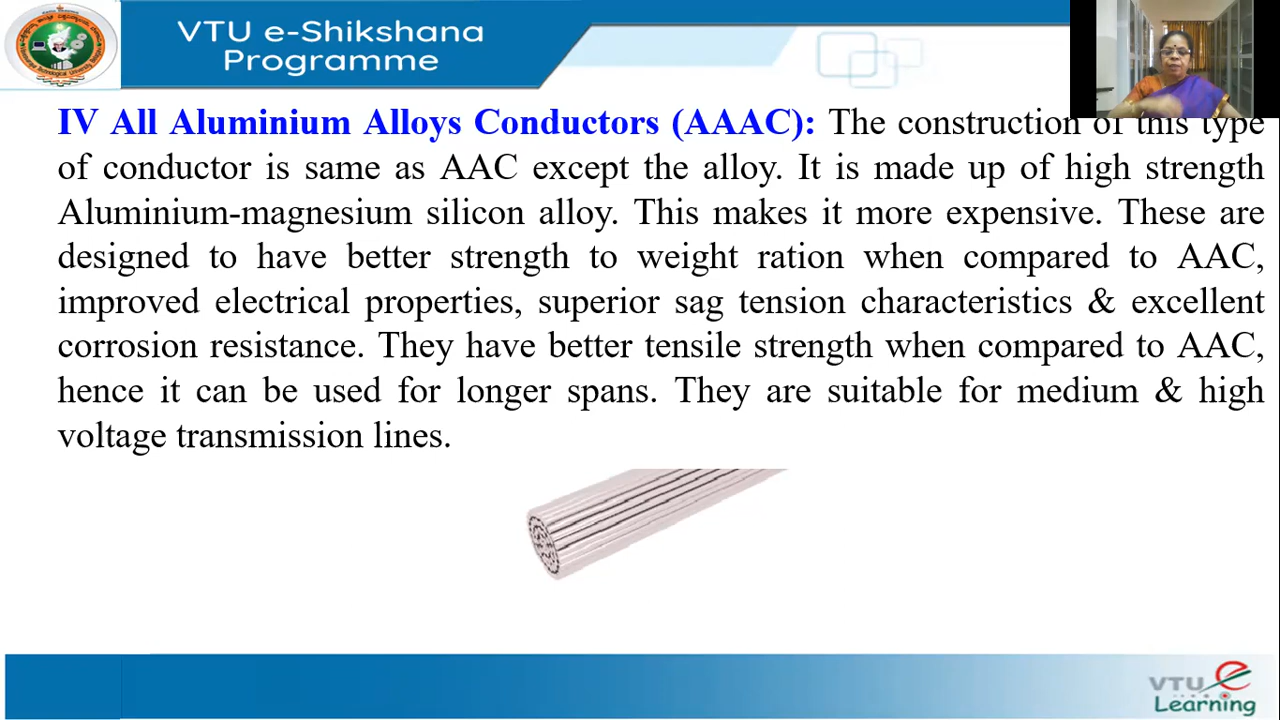 VTU e-Shikshana
Programme
IV All Aluminium Alloys Conductors (AAAC): The construction of this type
of conductor is same as AAC except the alloy. It is made up of high strength
Aluminium-magnesium silicon alloy. This makes it more expensive. These are
designed to have better strength to weight ration when compared to AAC,
improved electrical properties, superior sag tension characteristics & excellent
corrosion resistance. They have better tensile strength when compared to AAC,
hence it can be used for longer spans. They are suitable for medium & high
voltage transmission lines.
VTU e
Learning